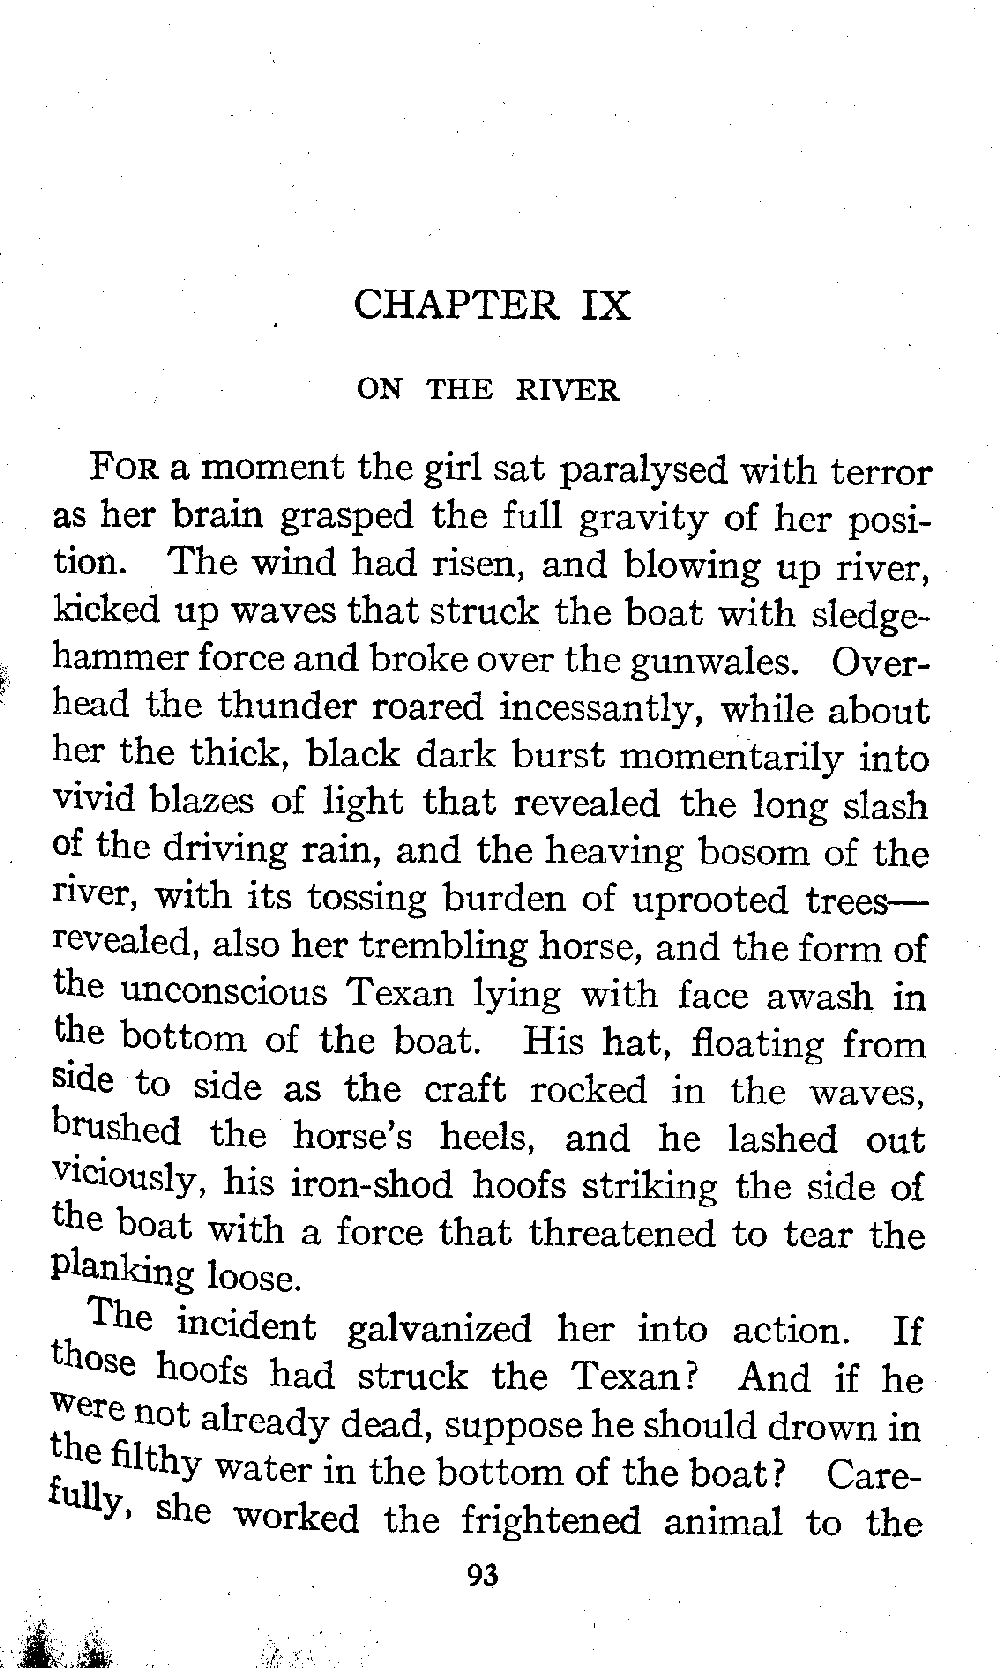 CHAPTER IX
ON THE RIVER
FOR a moment the girl sat paralysed with terror
as her brain grasped the full gravity of her posi-
tion. The wind had risen, and blowing up river,
kicked up waves that struck the boat with sledge-
hammer force and broke over the gunwales. Over-
head the thunder roared incessantly, while about
her the thick, black dark burst momentarily into
vivid blazes of light that revealed the long slash
of the driving rain, and the heaving bosom of the
river, with its tossing burden of uprooted trees—
revealed, also her trembling horse, and the form of
the unconscious Texan lying with face awash in
the bottom of the boat. His hat, floating from
side to side as the craft rocked in the waves,
brushed the horse's heels, and he lashed out
viciously, his iron-shod hoofs striking the side of
the boat with a force that threatened to tear the
planking loose.
The incident galvanized her into action. If
those hoofs had struck the Texan? And if he
were not already dead, suppose he should drown in
the filthy water in the bottom of the boat? Care-
fully, she worked the frightened animal to the
93